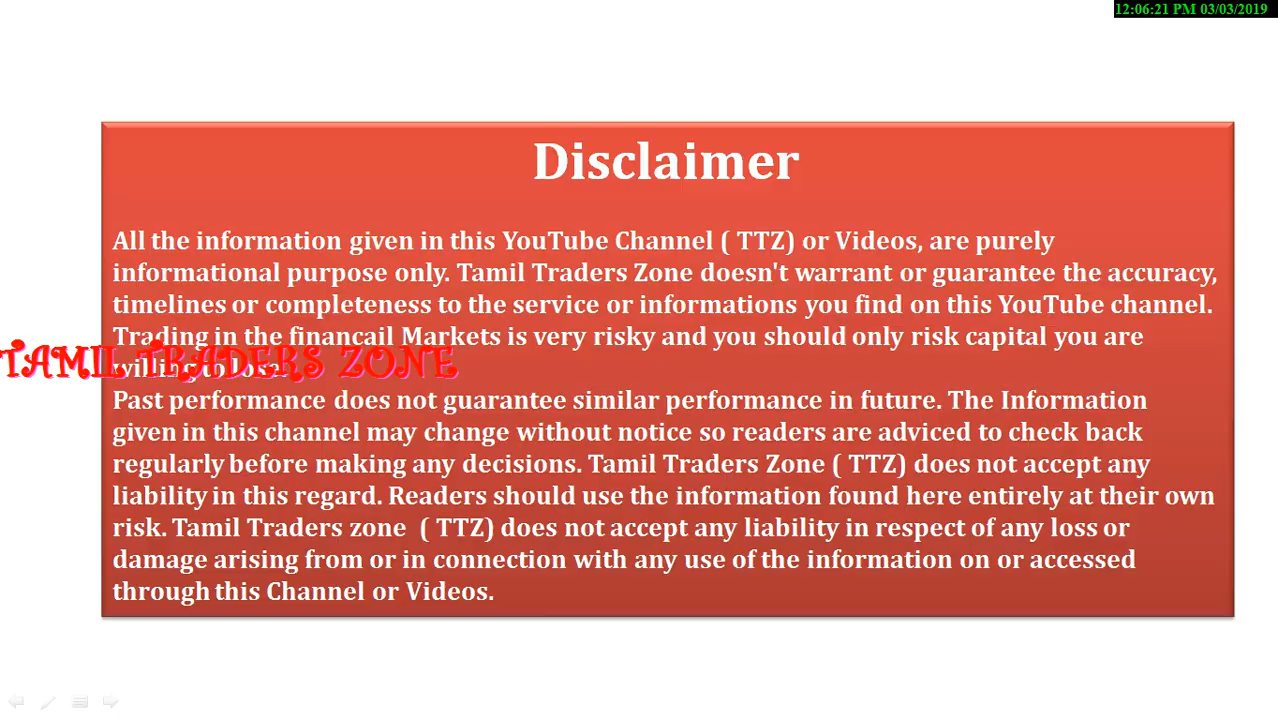 12:06:21 PM 03/03/2019
Disclaimer
All the information given in this YouTube Channel ( TTZ) or Videos, are purely
informational purpose only. Tamil Traders Zone doesn't warrant or guarantee the accuracy,
timelines or completeness to the service or informations you find on this YouTube channel.
Trading in the financail Markets is very risky and you should only risk capital you are
TAMIL TRADERS ZONE
willing to lose.
Past performance does not guarantee similar performance in future. The Information
given in this channel may change without notice so readers are adviced to check back
regularly before making any decisions. Tamil Traders Zone ( TTZ) does not accept any
liability in this regard. Readers should use the information found here entirely at their own
risk. Tamil Traders zone ( TTZ) does not accept any liability in respect of any loss or
damage arising from or in connection with any use of the information on or accessed
through this Channel or Videos.